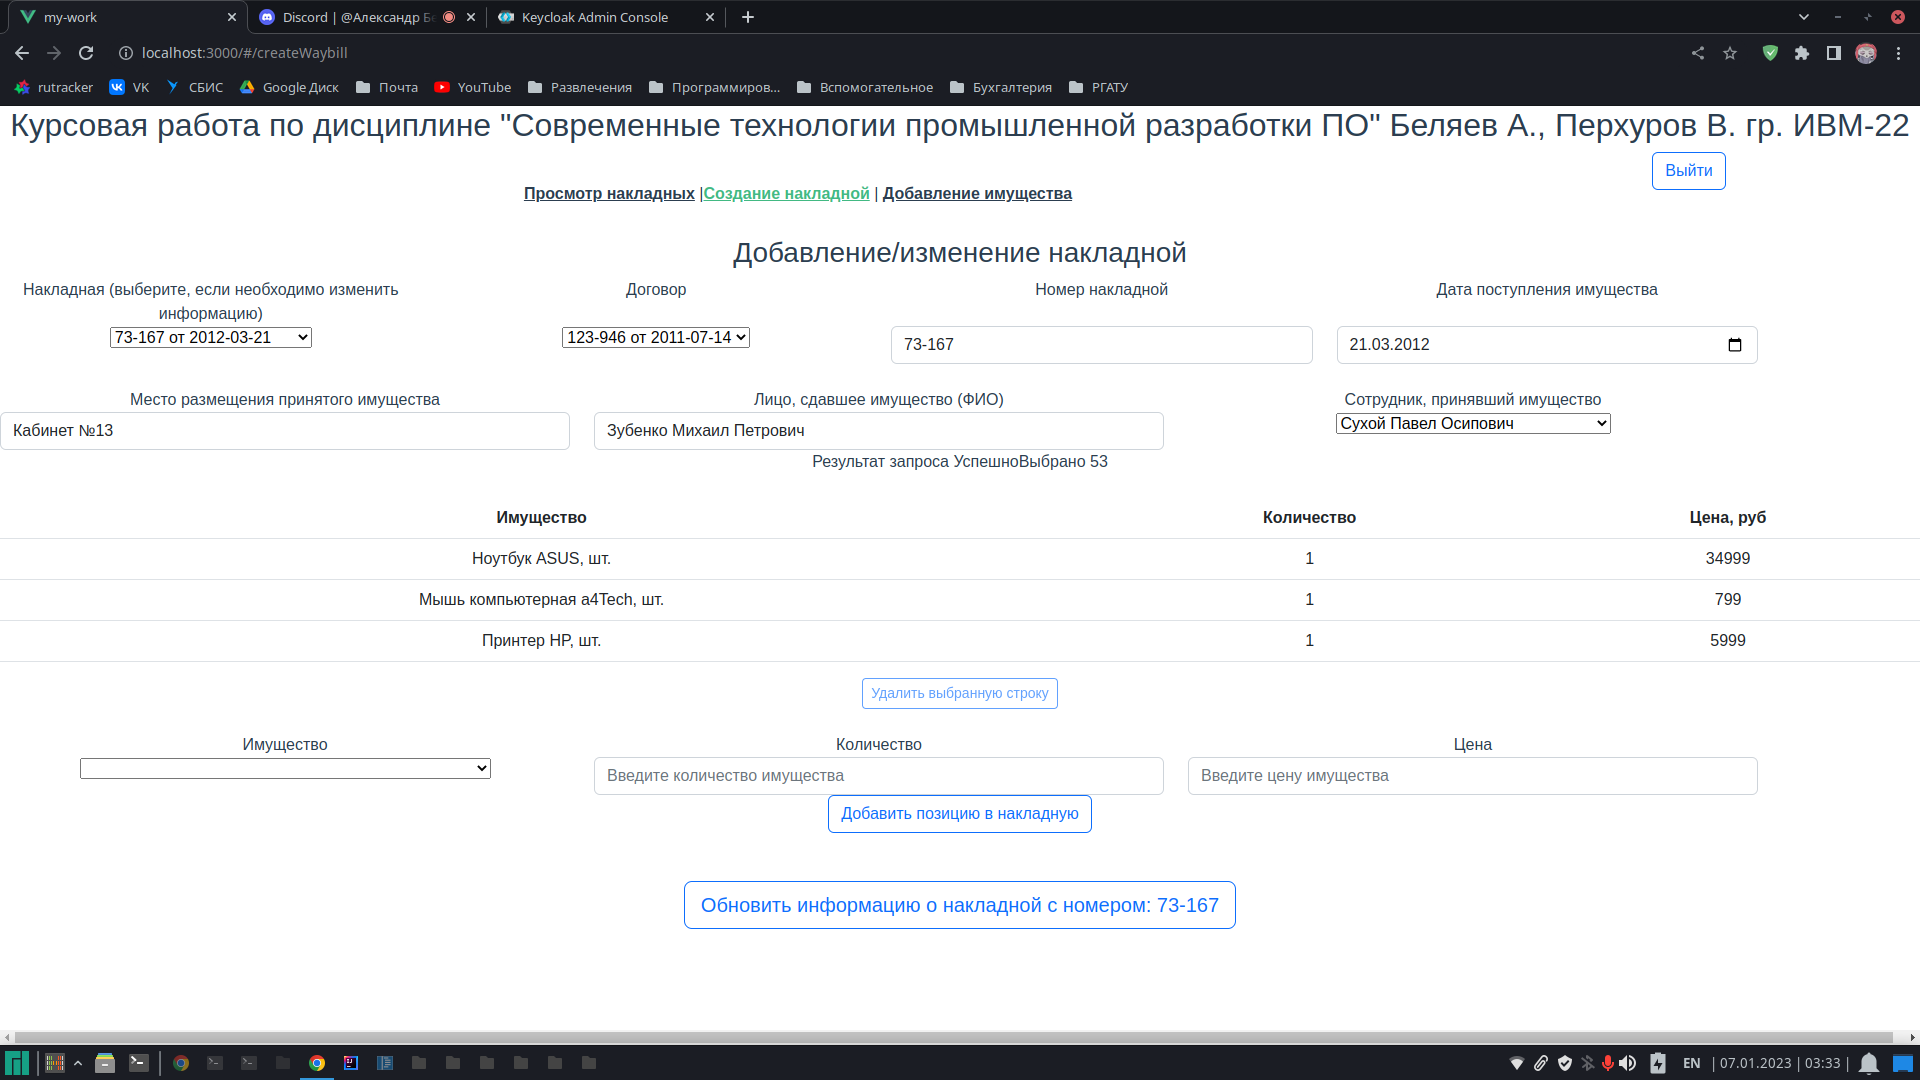 my-work
Discord | @Александр Бе
Keycloak Admin Console
localhost:3000/#/createWaybill
rutracker
VK
СБИС
Google Диск
Почта
YouTube
Развлечения
Программиров...
Вспомогательное
Бухгалтерия
РГАТУ
Курсовая работа по дисциплине "Современные технологии промышленной разработки ПО" Беляев А., Перхуров В. гр. ИВМ-22
Выйти
Просмотр накладных |Создание накладной | Добавление имущества
Добавление/изменение накладной
Накладная (выберите, если необходимо изменить
информацию)
73-167 от 2012-03-21
Договор
123-946 от 2011-07-14
Номер накладной
73-167
Дата поступления имущества
21.03.2012
Место размещения принятого имущества
Кабинет №13
Лицо, сдавшее имущество (ФИО)
Зубенко Михаил Петрович
Сотрудник, принявший имущество
Сухой Павел Осипович
Результат запроса УспешноВыбрано 53
Имущество Количество Цена, руб
Ноутбук ASUS, шт. 1 34999
Мышь компьютерная a4Tech, шт. 1 799
Принтер HP, шт. 1 5999
Удалить выбранную строку
Имущество
Количество
Введите количество имущества
Цена
Введите цену имущества
Добавить позицию в накладную
Обновить информацию о накладной с номером: 73-167
EN | 07.01.2023 | 03:33 |